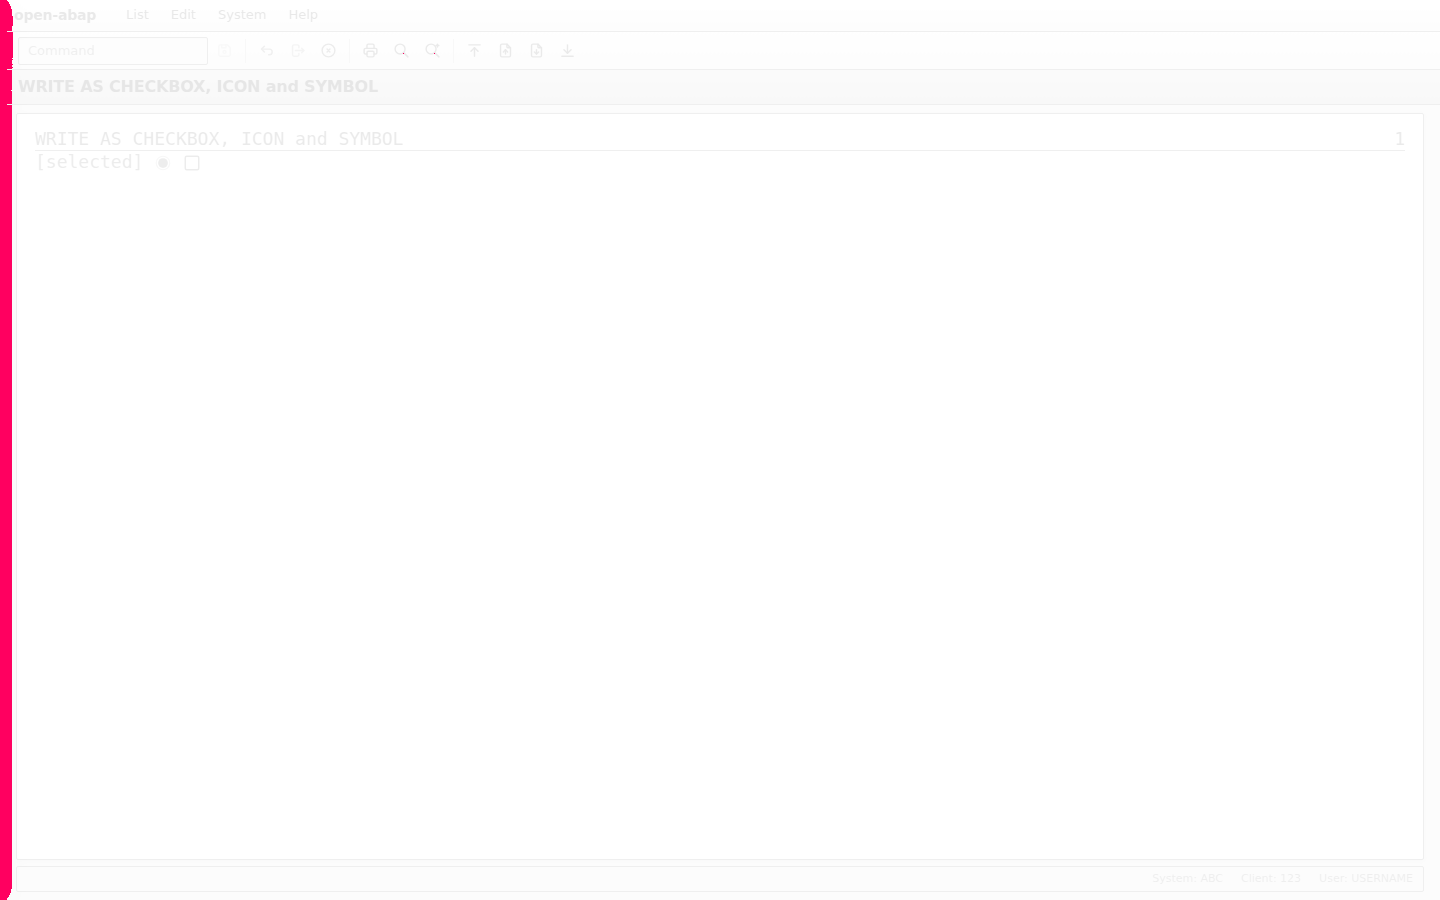 open-abap List Edit System Help
Command
WRITE AS CHECKBOX, ICON and SYMBOL
WRITE AS CHECKBOX, ICON and SYMBOL 1
[selected]
System: ABC Client: 123 User: USERNAME